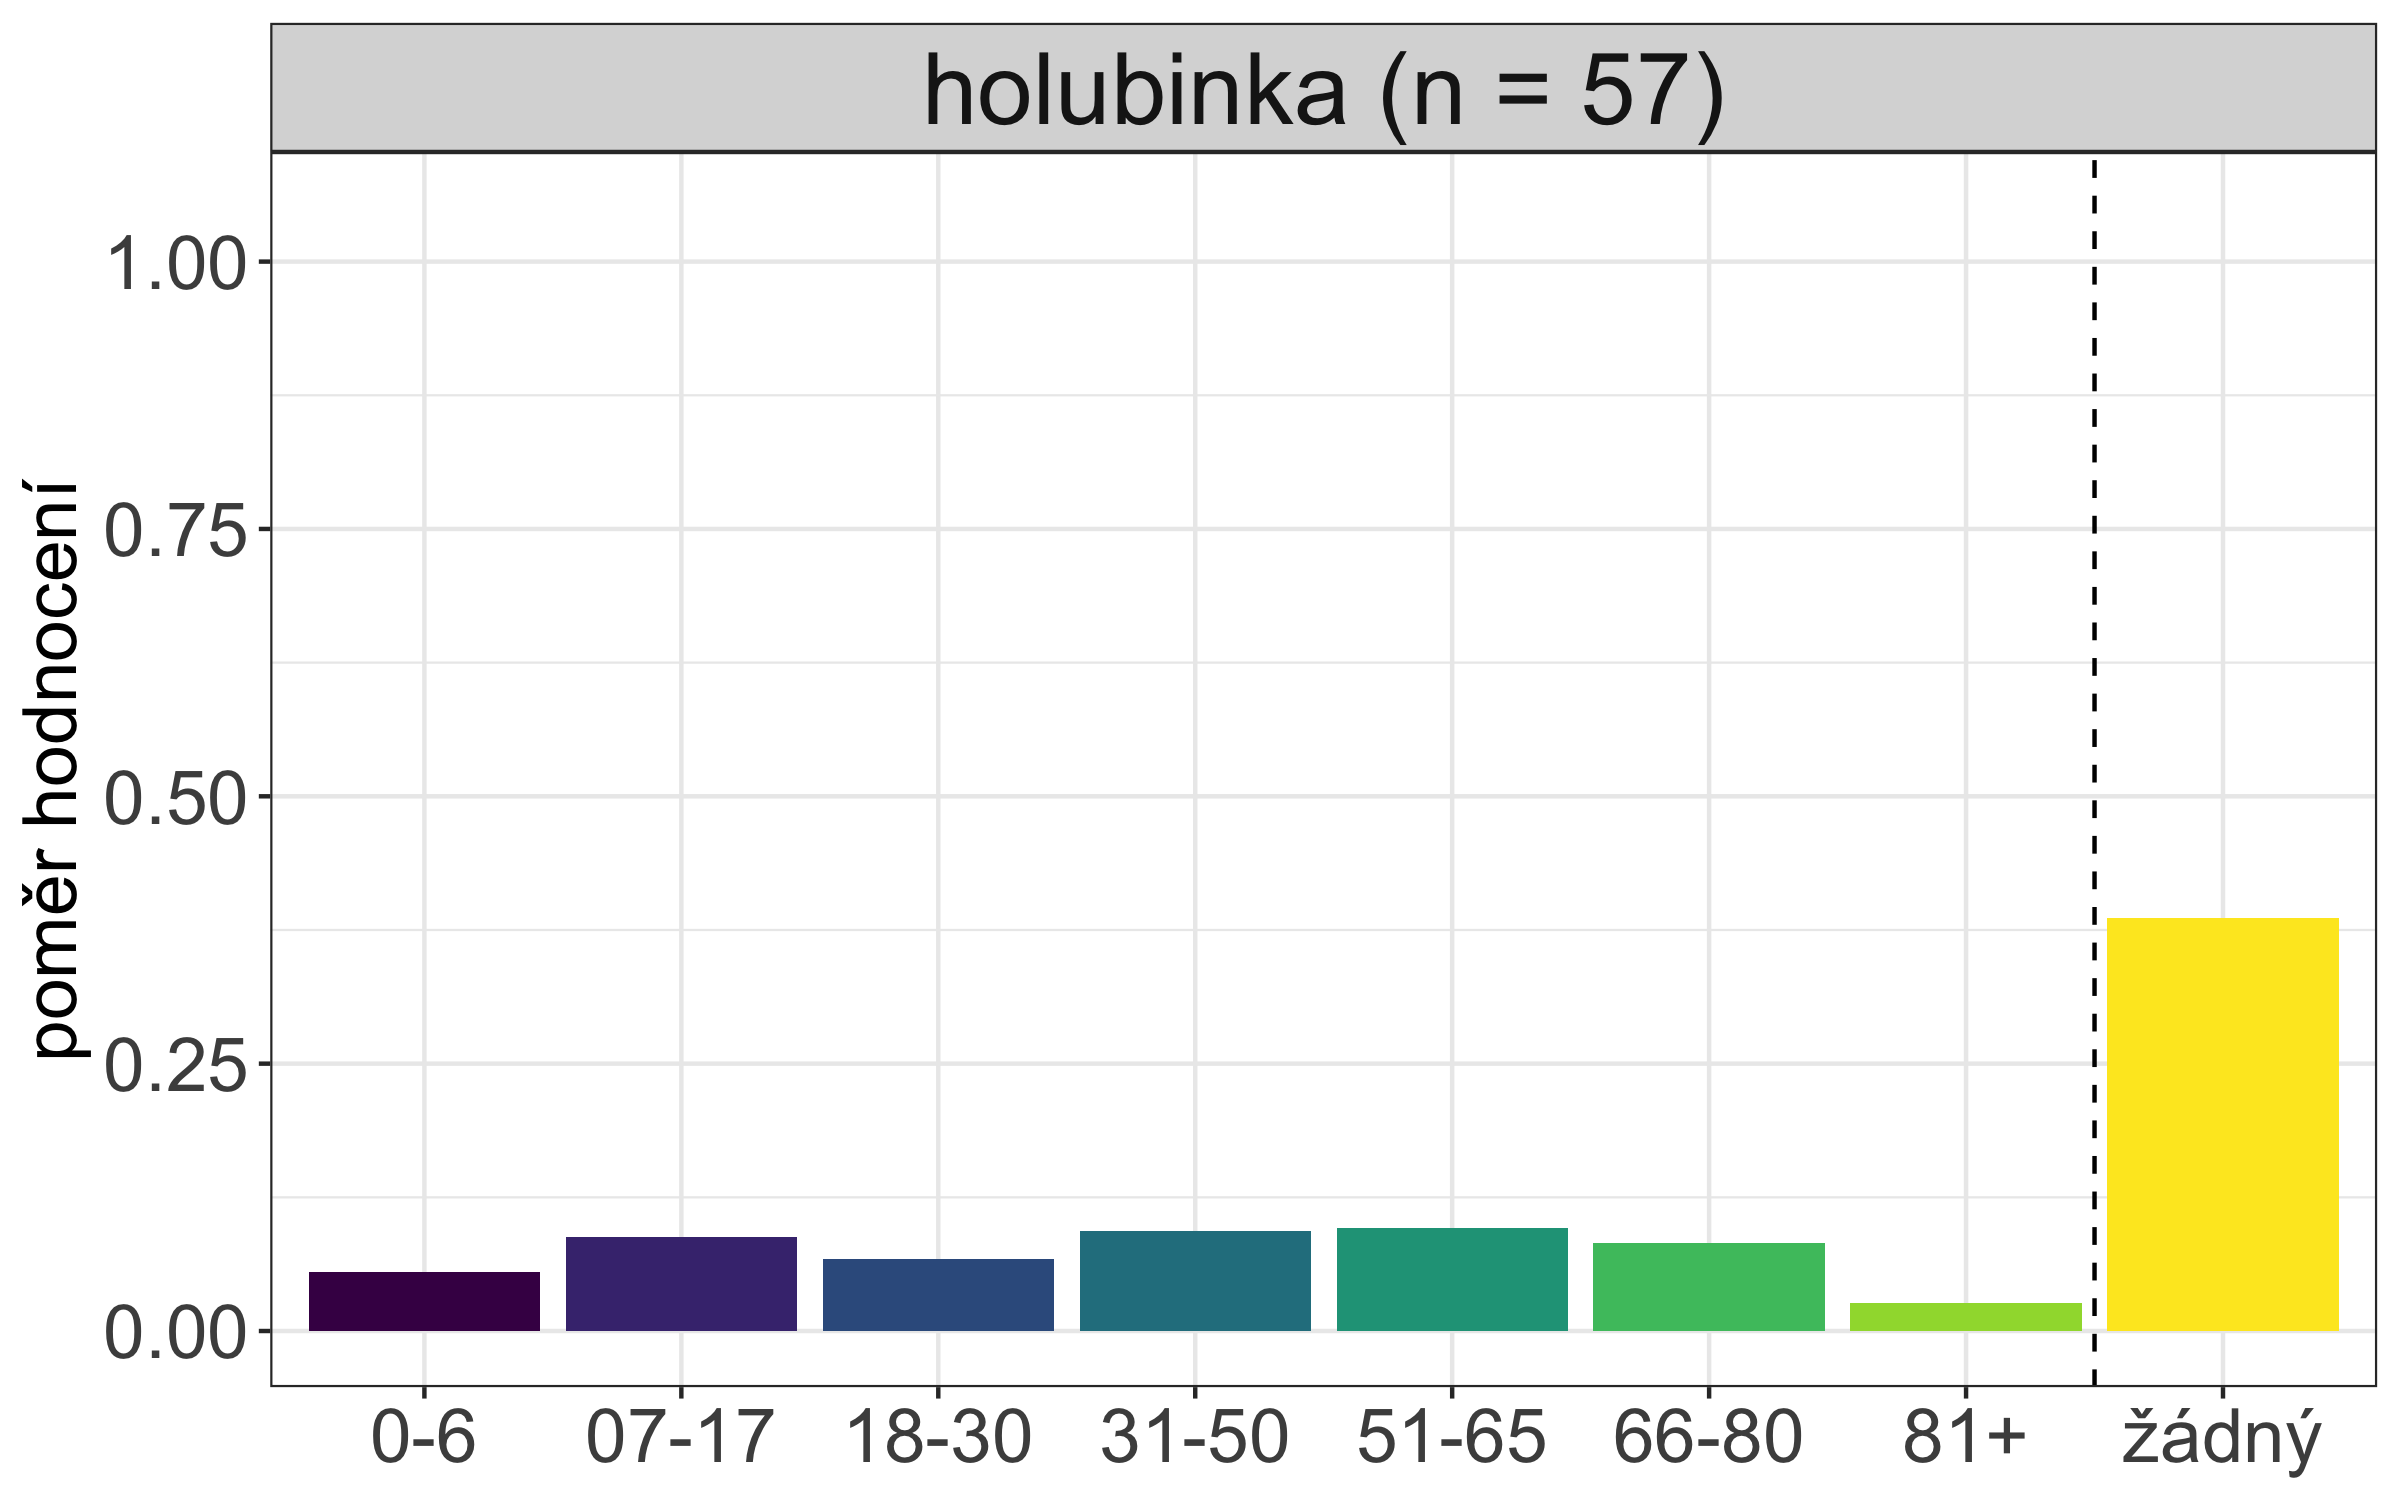 holubinka (n = 57)
poměr hodnocení
1.00
0.75
0.50
0.25
0.00
0-6 07-17 18-30 31-50 51-65 66-80 81+ žádný